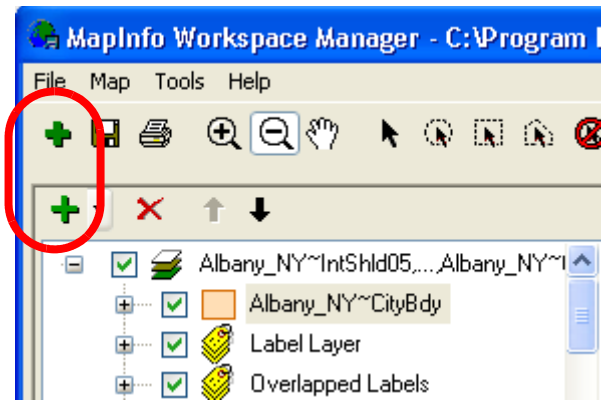 MapInfo Workspace Manager - C:\Program
File Map Tools Help
Albany_NY~IntShld05,...,Albany_NY~
Albany_NY~CityBdy
Label Layer
Overlapped Labels